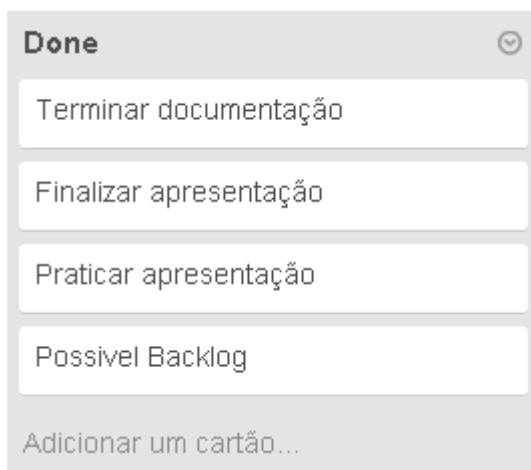 Done
Terminar documentação
Finalizar apresentação
Praticar apresentação
Possivel Backlog
Adicionar um cartão...